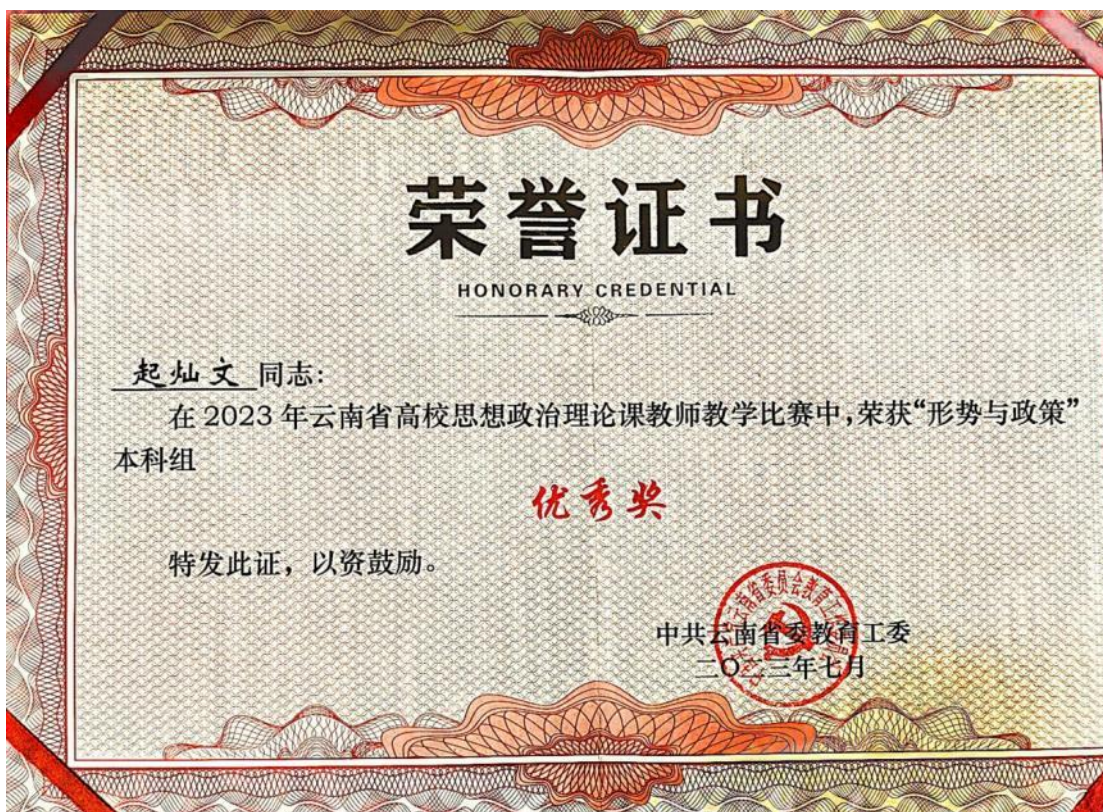 荣誉证书
HONORARY CREDENTIAL
起灿文 同志:
在 2023 年云南省高校思想政治理论课教师教学比赛中,荣获“形势与政策”
本科组
优秀奖
特发此证，以资鼓励。
中共云南省委教育工委
二〇二三年七月